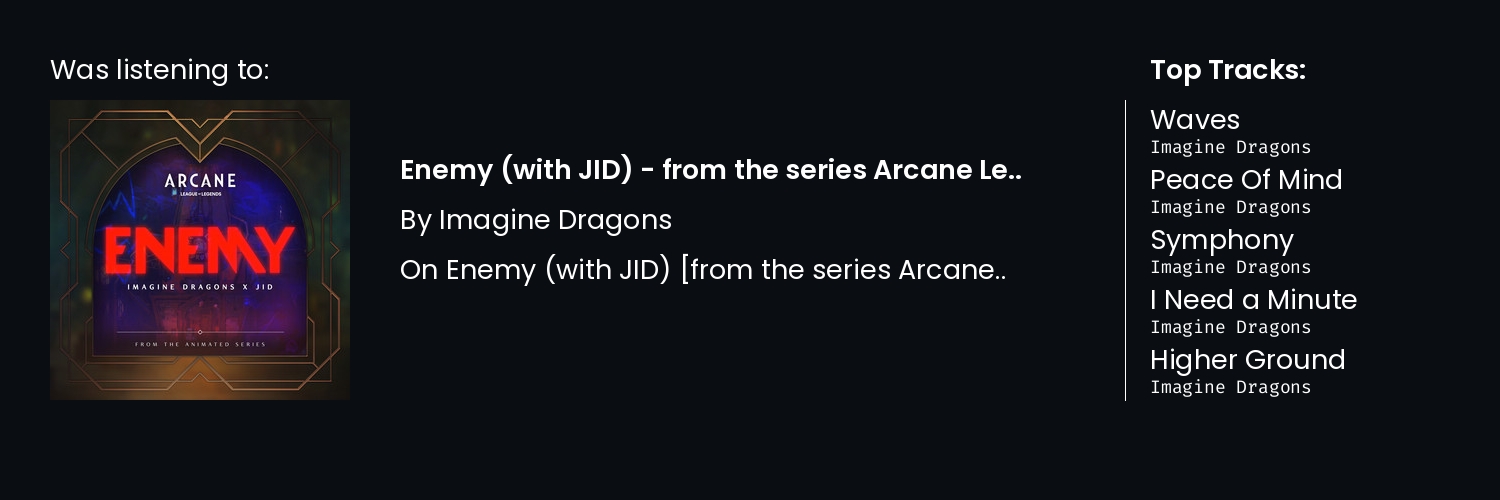 Was listening to:
ARCANE
LEAGUE OF LEGENDS
ENEMY
IMAGINE DRAGONS X JID
FROM THE ANIMATED SERIES
Enemy (with JID) - from the series Arcane Le..
By Imagine Dragons
On Enemy (with JID) [from the series Arcane..
Top Tracks:
Waves
Imagine Dragons
Peace Of Mind
Imagine Dragons
Symphony
Imagine Dragons
I Need a Minute
Imagine Dragons
Higher Ground
Imagine Dragons